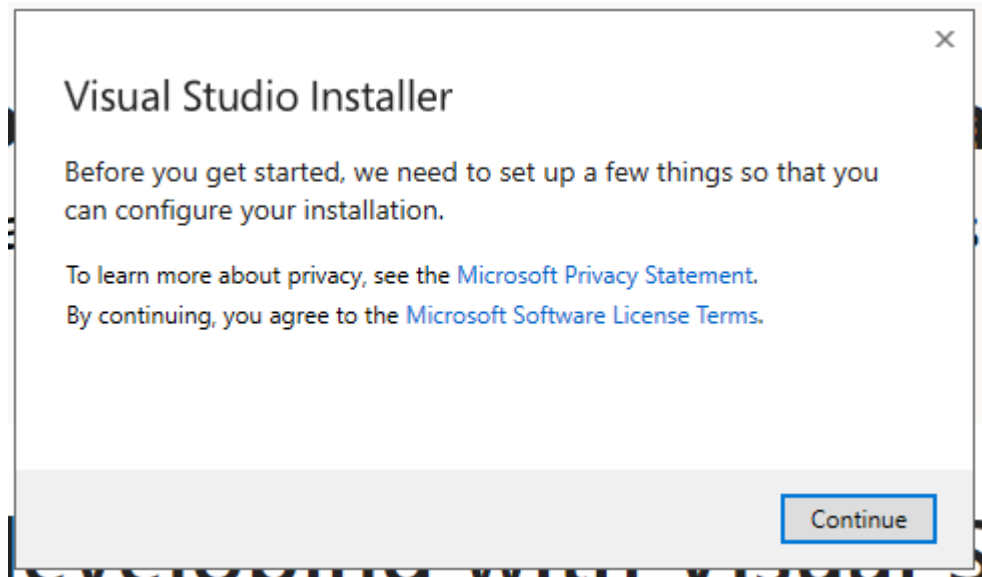 Visual Studio Installer
Before you get started, we need to set up a few things so that you
can configure your installation.
To learn more about privacy, see the Microsoft Privacy Statement.
By continuing, you agree to the Microsoft Software License Terms.
Continue